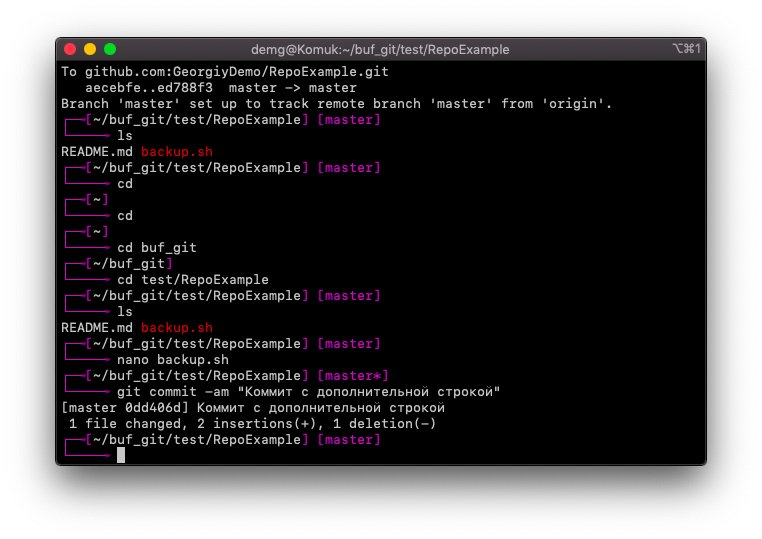 demg@Komuk:~/buf_git/test/RepoExample
⌥⌘1
To github.com:GeorgiyDemo/RepoExample.git
   aecebfe..ed788f3  master -> master
Branch 'master' set up to track remote branch 'master' from 'origin'.
[~/buf_git/test/RepoExample] [master]
ls
README.md backup.sh
[~/buf_git/test/RepoExample] [master]
cd
[~]
cd
[~]
cd buf_git
[~/buf_git]
cd test/RepoExample
[~/buf_git/test/RepoExample] [master]
ls
README.md backup.sh
[~/buf_git/test/RepoExample] [master]
nano backup.sh
[~/buf_git/test/RepoExample] [master*]
git commit -am "Коммит с дополнительной строкой"
[master 0dd406d] Коммит с дополнительной строкой
 1 file changed, 2 insertions(+), 1 deletion(-)
[~/buf_git/test/RepoExample] [master]